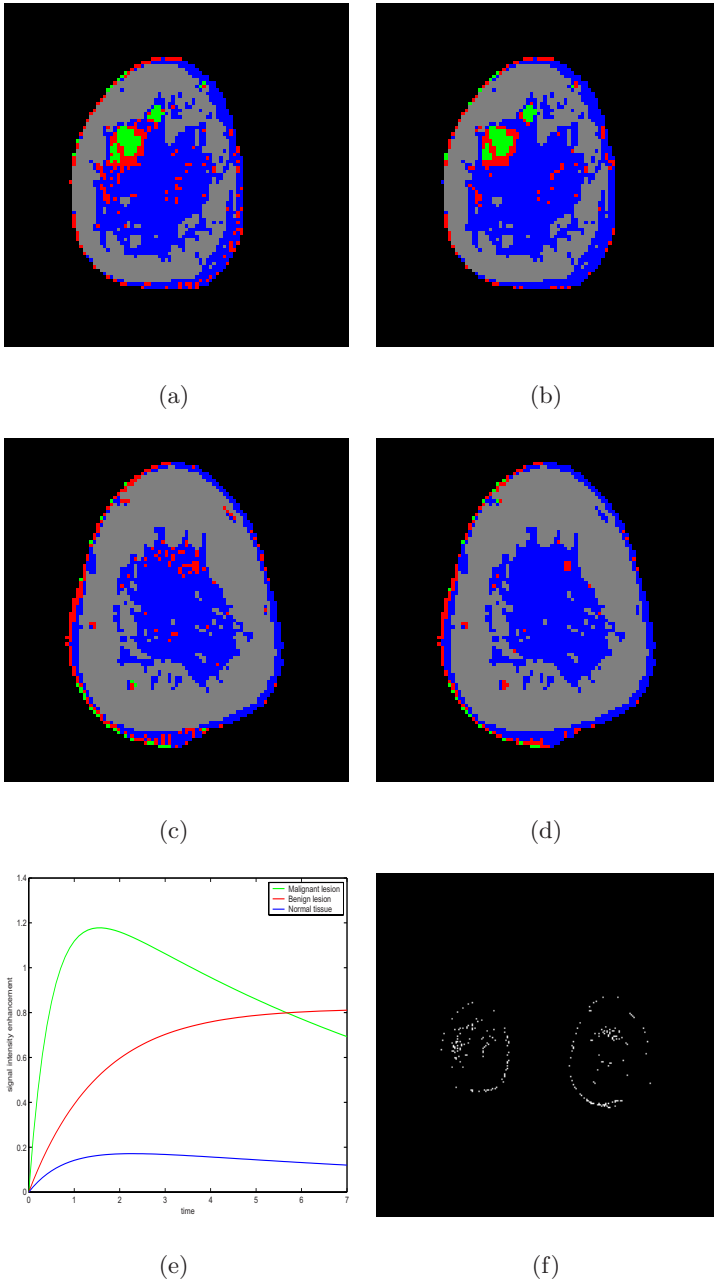 (a)
(b)
(c)
(d)
1.4
1.2
1
0.8
0.6
0.4
0.2
0
signal intensity enhancement
Malignant lesion
Benign lesion
Normal tissue
0 1 2 3 4 5 6 7
time
(e)
(f)